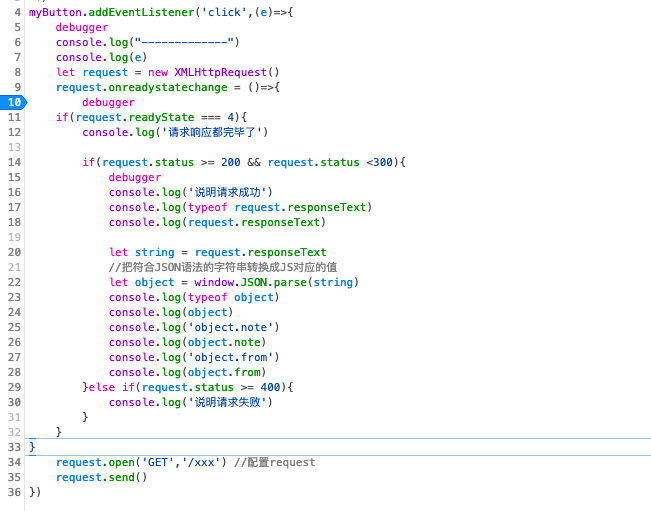 4 myButton.addEventListener('click',(e)=>{
5     debugger
6     console.log("-------------")
7     console.log(e)
8     let request = new XMLHttpRequest()
9     request.onreadystatechange = ()=>{
10         debugger
11     if(request.readyState === 4){
12         console.log('请求响应都完毕了')
13
14         if(request.status >= 200 && request.status <300){
15             debugger
16             console.log('说明请求成功')
17             console.log(typeof request.responseText)
18             console.log(request.responseText)
19
20             let string = request.responseText
21             //把符合JSON语法的字符串转换成JS对应的值
22             let object = window.JSON.parse(string)
23             console.log(typeof object)
24             console.log(object)
25             console.log('object.note')
26             console.log(object.note)
27             console.log('object.from')
28             console.log(object.from)
29         }else if(request.status >= 400){
30             console.log('说明请求失败')
31         }
32     }
33 }
34     request.open('GET','/xxx') //配置request
35     request.send()
36 })